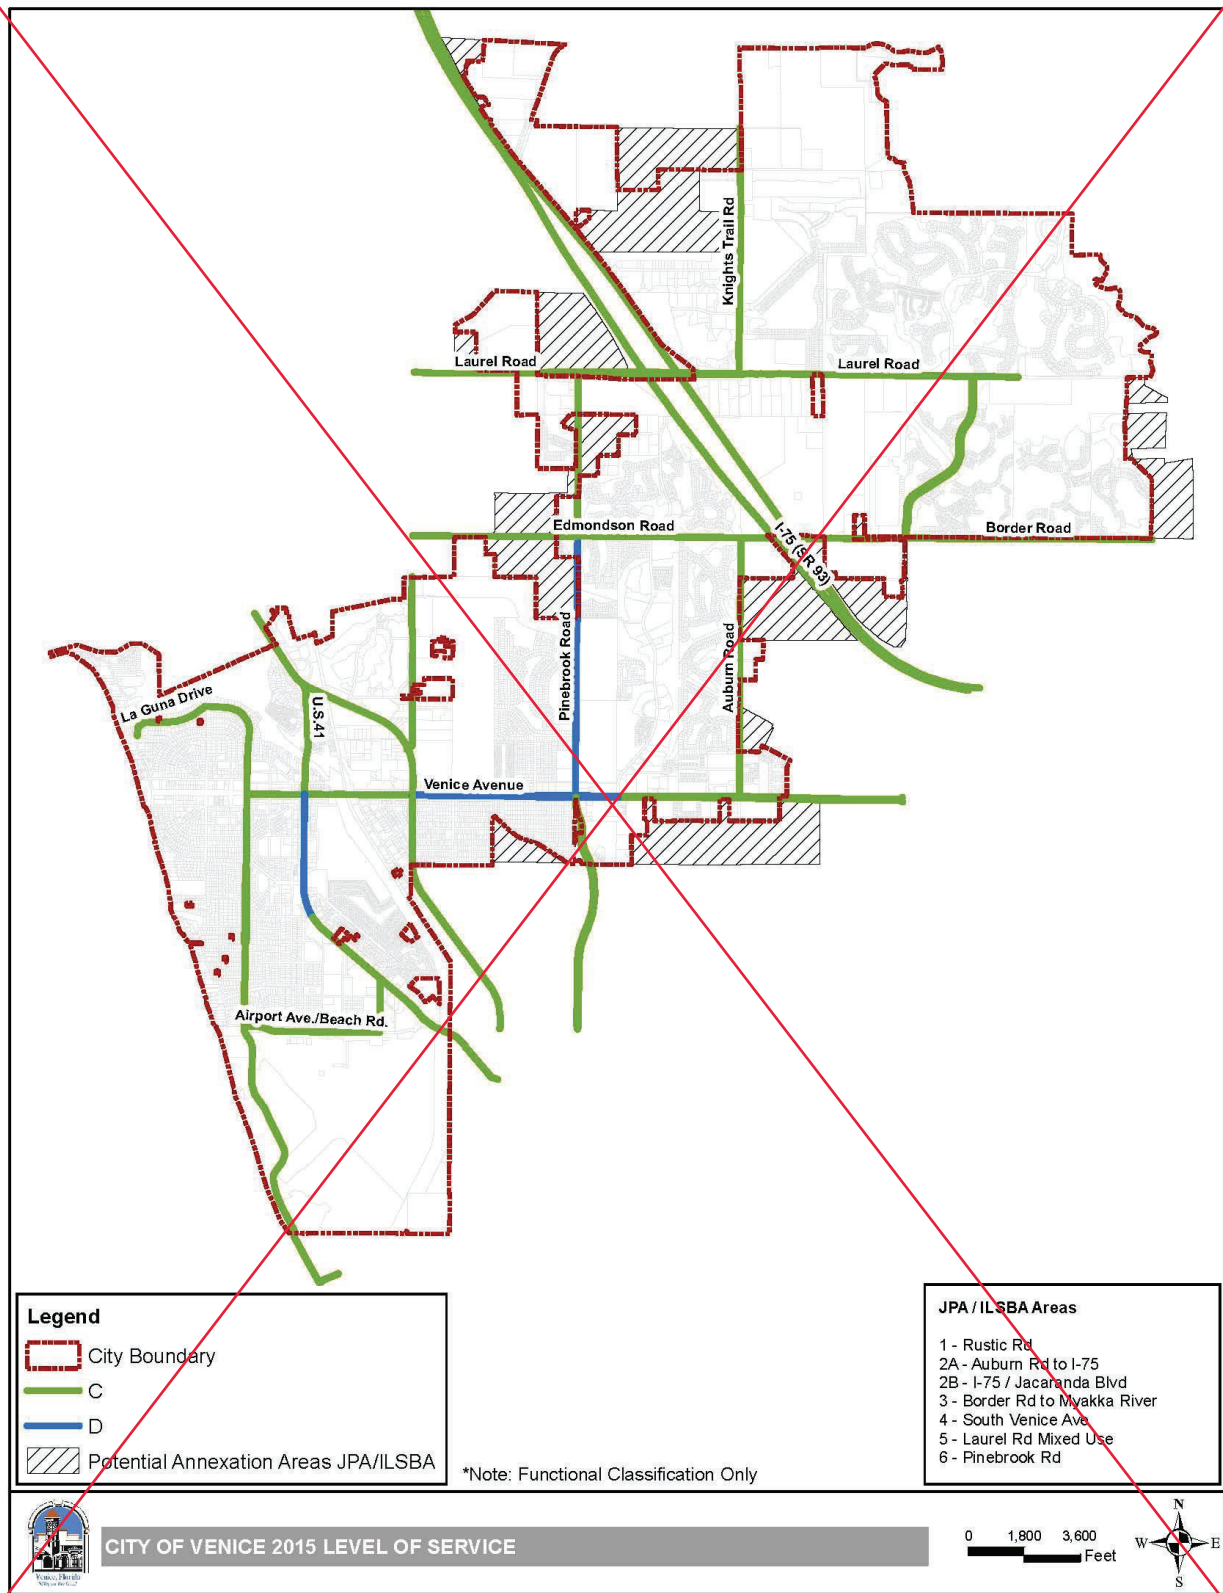 Knights Trail Rd
Laurel Road
Laurel Road
Edmondson Road
I-75 (SR 93)
Border Road
Pinebrook Road
Auburn Road
La Guna Drive
U.S.41
Venice Avenue
Airport Ave./Beach Rd.
Legend
City Boundary
C
D
Potential Annexation Areas JPA/ILSBA
*Note: Functional Classification Only
JPA / ILSBA Areas
1 - Rustic Rd
2A - Auburn Rd to I-75
2B - I-75 / Jacaranda Blvd
3 - Border Rd to Myakka River
4 - South Venice Ave
5 - Laurel Rd Mixed Use
6 - Pinebrook Rd
Venice, Florida
CITY OF VENICE 2015 LEVEL OF SERVICE
0 1,800 3,600
Feet
N
W E
S